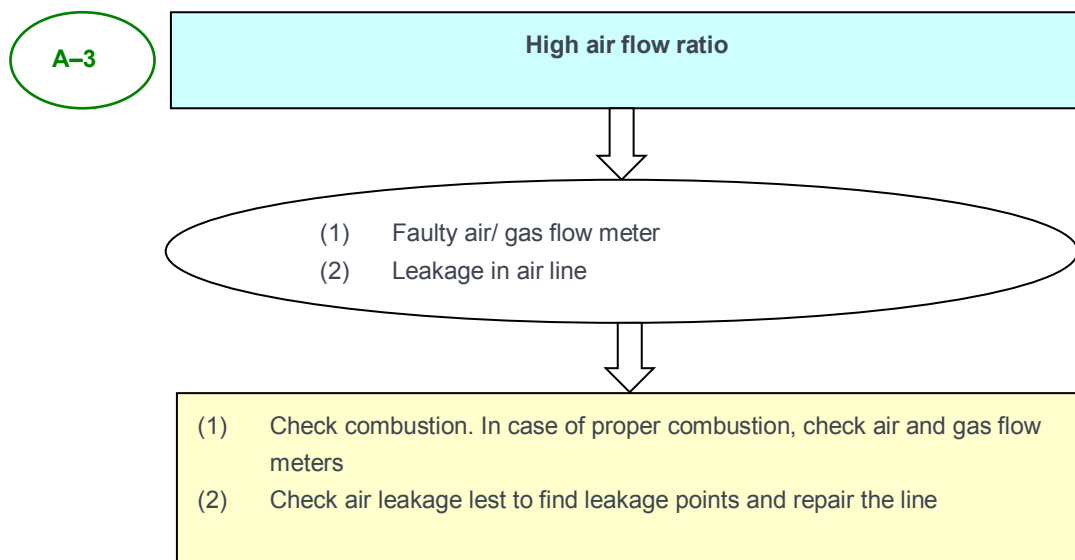 A–3
High air flow ratio
(1) Faulty air/ gas flow meter
(2) Leakage in air line
(1) Check combustion. In case of proper combustion, check air and gas flow
meters
(2) Check air leakage lest to find leakage points and repair the line